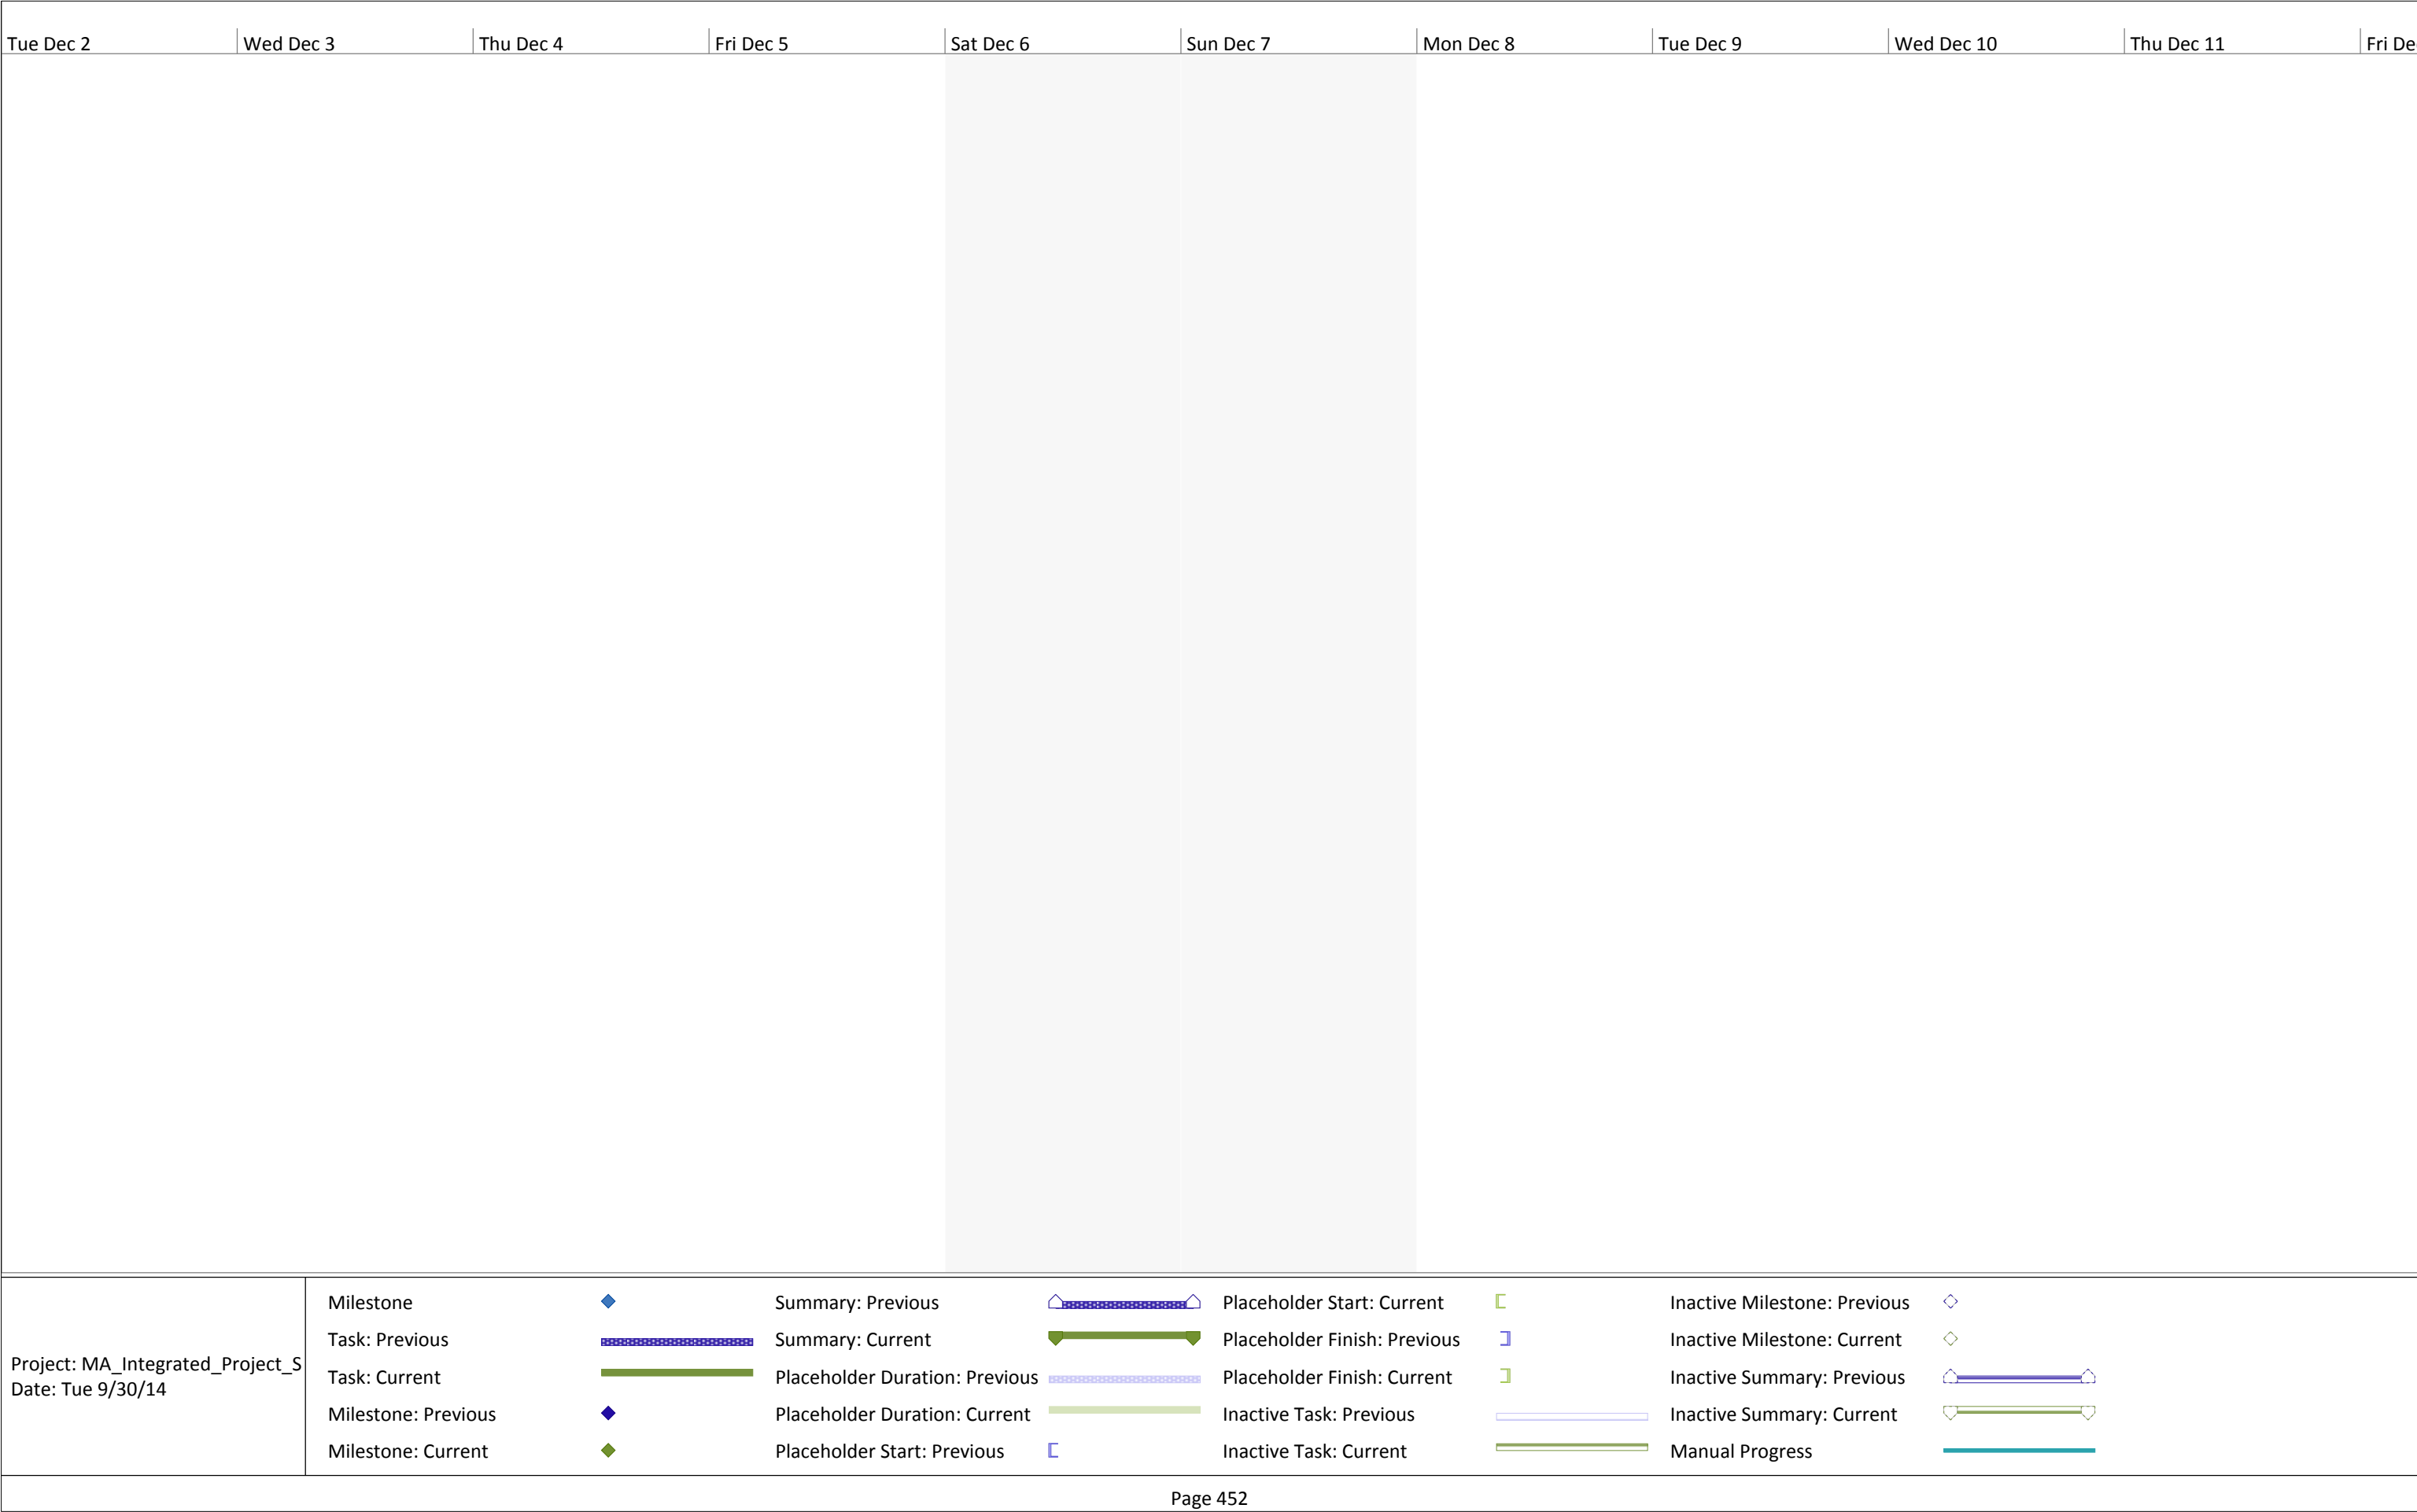 Tue Dec 2 Wed Dec 3 Thu Dec 4 Fri Dec 5 Sat Dec 6 Sun Dec 7 Mon Dec 8 Tue Dec 9 Wed Dec 10 Thu Dec 11 Fri De
Project: MA_Integrated_Project_S
Date: Tue 9/30/14
Milestone
Task: Previous
Task: Current
Milestone: Previous
Milestone: Current
Summary: Previous
Summary: Current
Placeholder Duration: Previous
Placeholder Duration: Current
Placeholder Start: Previous
Placeholder Start: Current
Placeholder Finish: Previous
Placeholder Finish: Current
Inactive Task: Previous
Inactive Task: Current
Inactive Milestone: Previous
Inactive Milestone: Current
Inactive Summary: Previous
Inactive Summary: Current
Manual Progress
Page 452